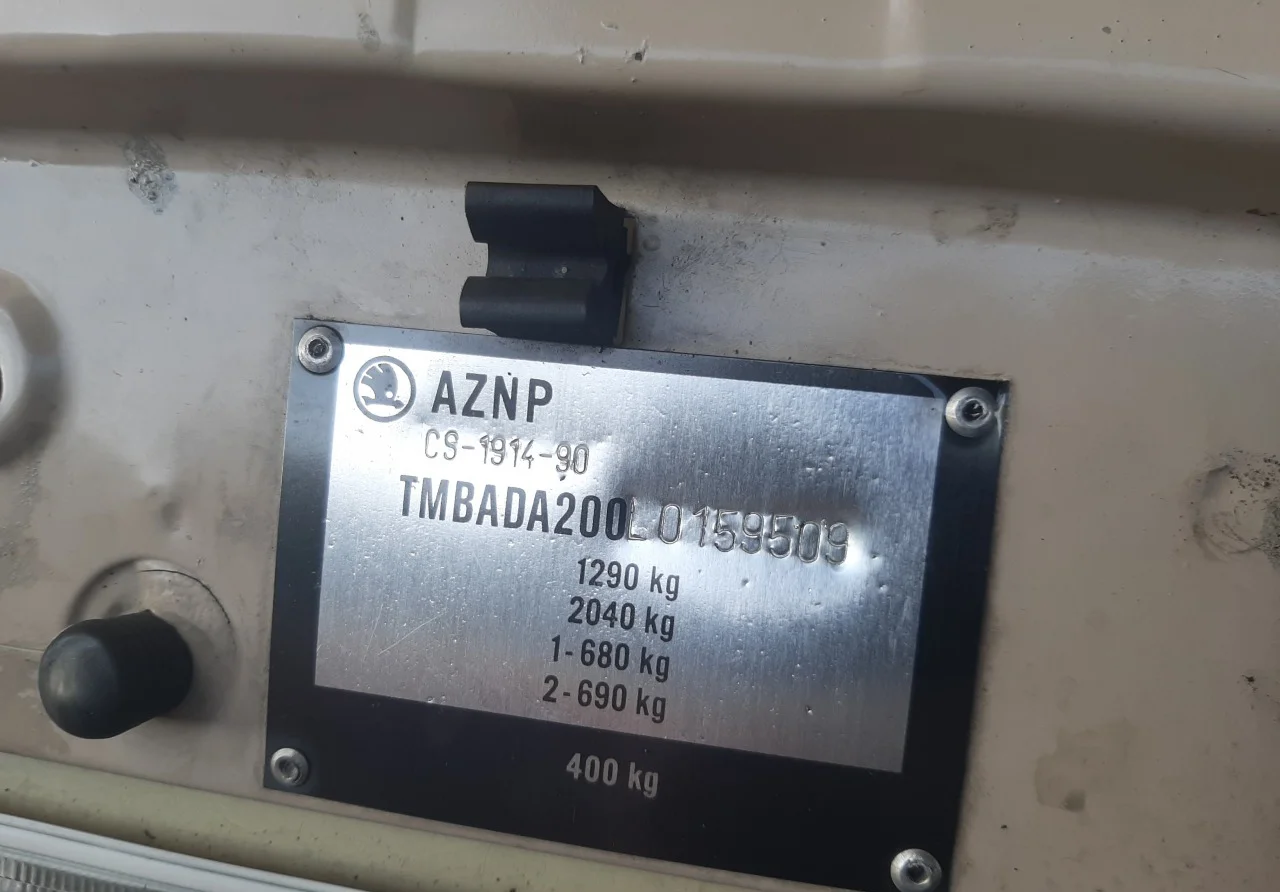 AZNP
CS-1914-90
TMBADA200L0159509
1290 kg
2040 kg
1-680 kg
2-690 kg
400 kg